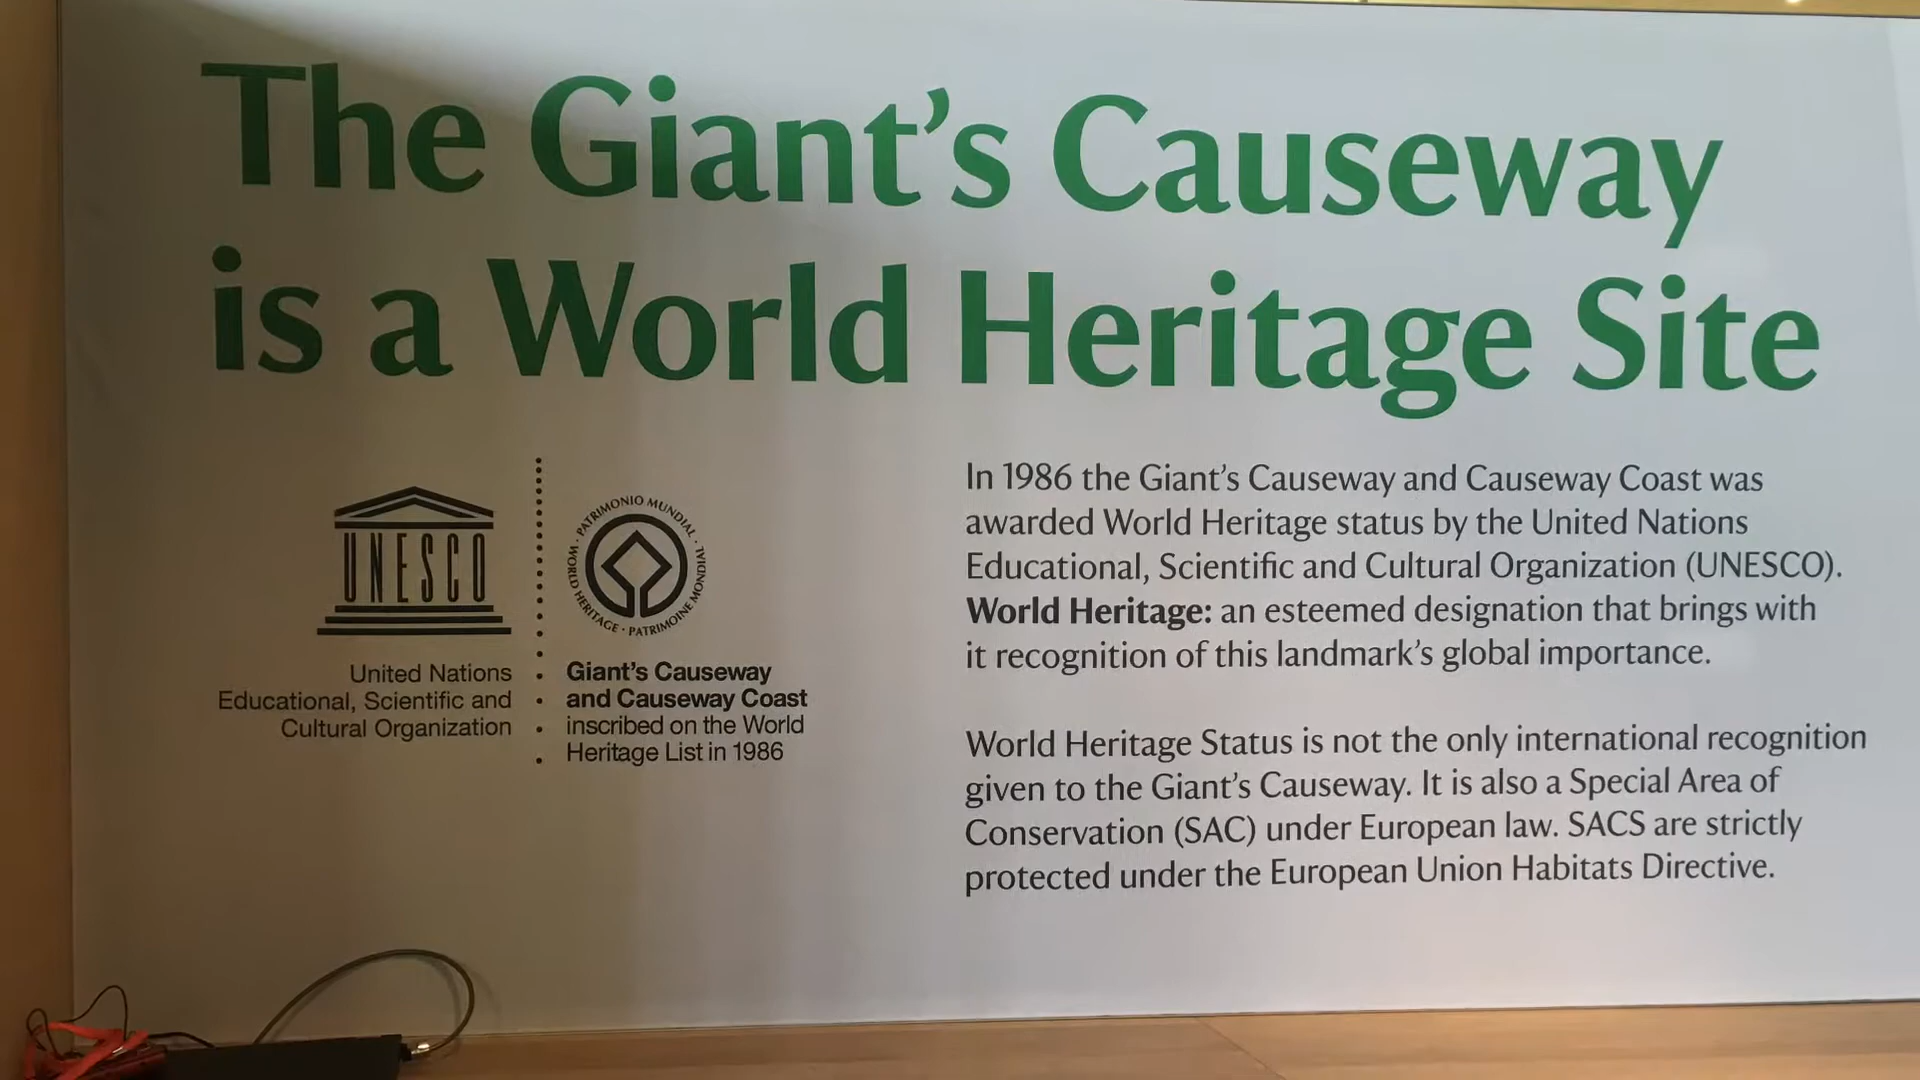 The Giant’s Causeway
is a World Heritage Site
UNESCO
United Nations
Educational, Scientific and
Cultural Organization
WORLD HERITAGE · PATRIMONIO MUNDIAL · PATRIMOINE MONDIAL
Giant’s Causeway
and Causeway Coast
inscribed on the World
Heritage List in 1986
In 1986 the Giant’s Causeway and Causeway Coast was
awarded World Heritage status by the United Nations
Educational, Scientific and Cultural Organization (UNESCO).
World Heritage: an esteemed designation that brings with
it recognition of this landmark’s global importance.
World Heritage Status is not the only international recognition
given to the Giant’s Causeway. It is also a Special Area of
Conservation (SAC) under European law. SACS are strictly
protected under the European Union Habitats Directive.